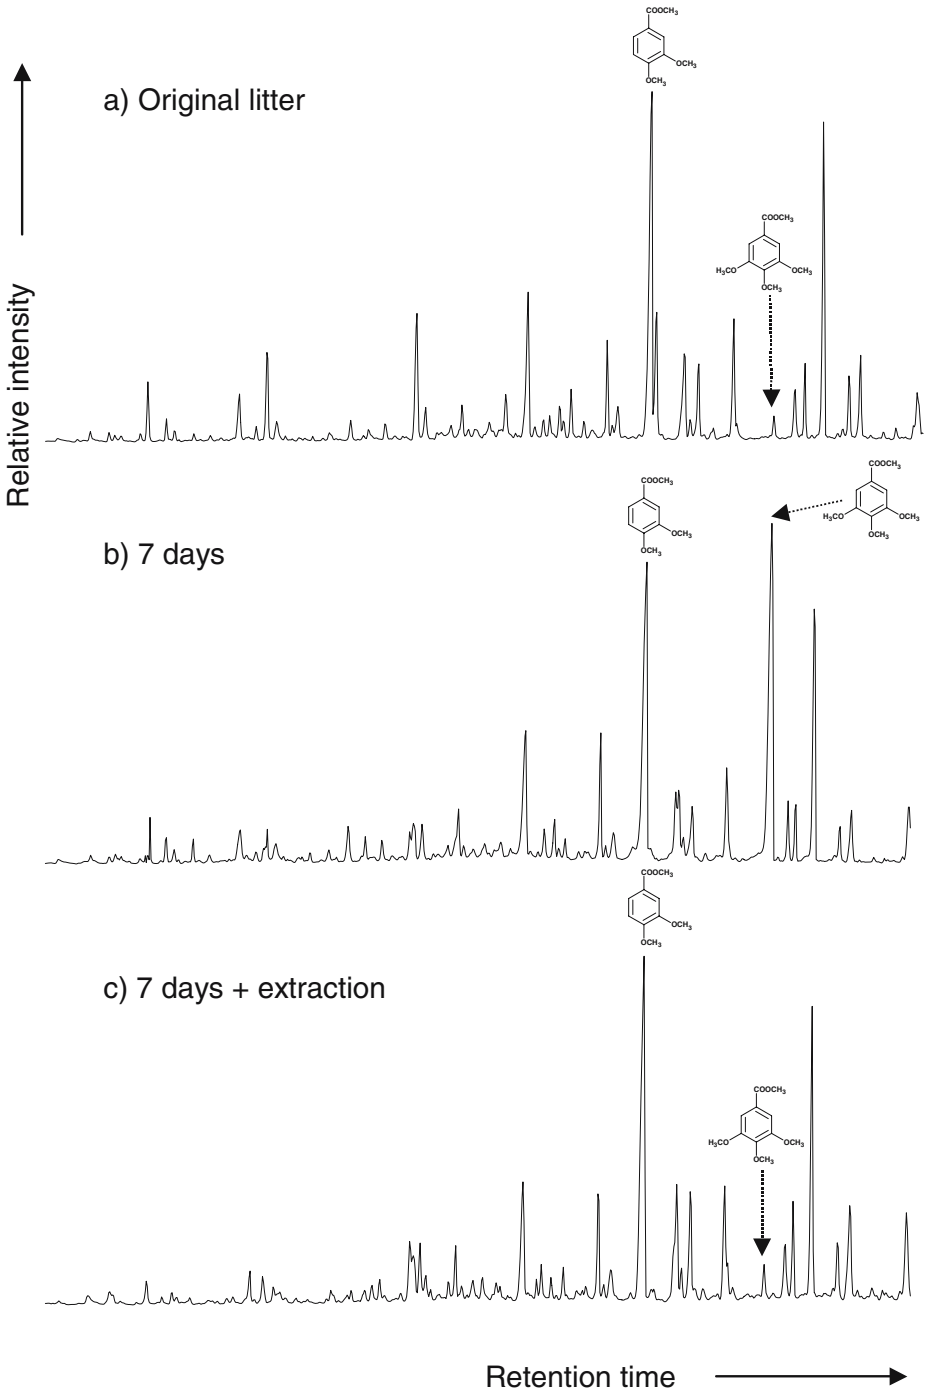 COOCH3
OCH3
OCH3
a) Original litter
COOCH3
H3CO
OCH3
OCH3
Relative intensity
COOCH3
H3CO
OCH3
OCH3
COOCH3
OCH3
OCH3
b) 7 days
COOCH3
OCH3
OCH3
c) 7 days + extraction
COOCH3
H3CO
OCH3
OCH3
Retention time